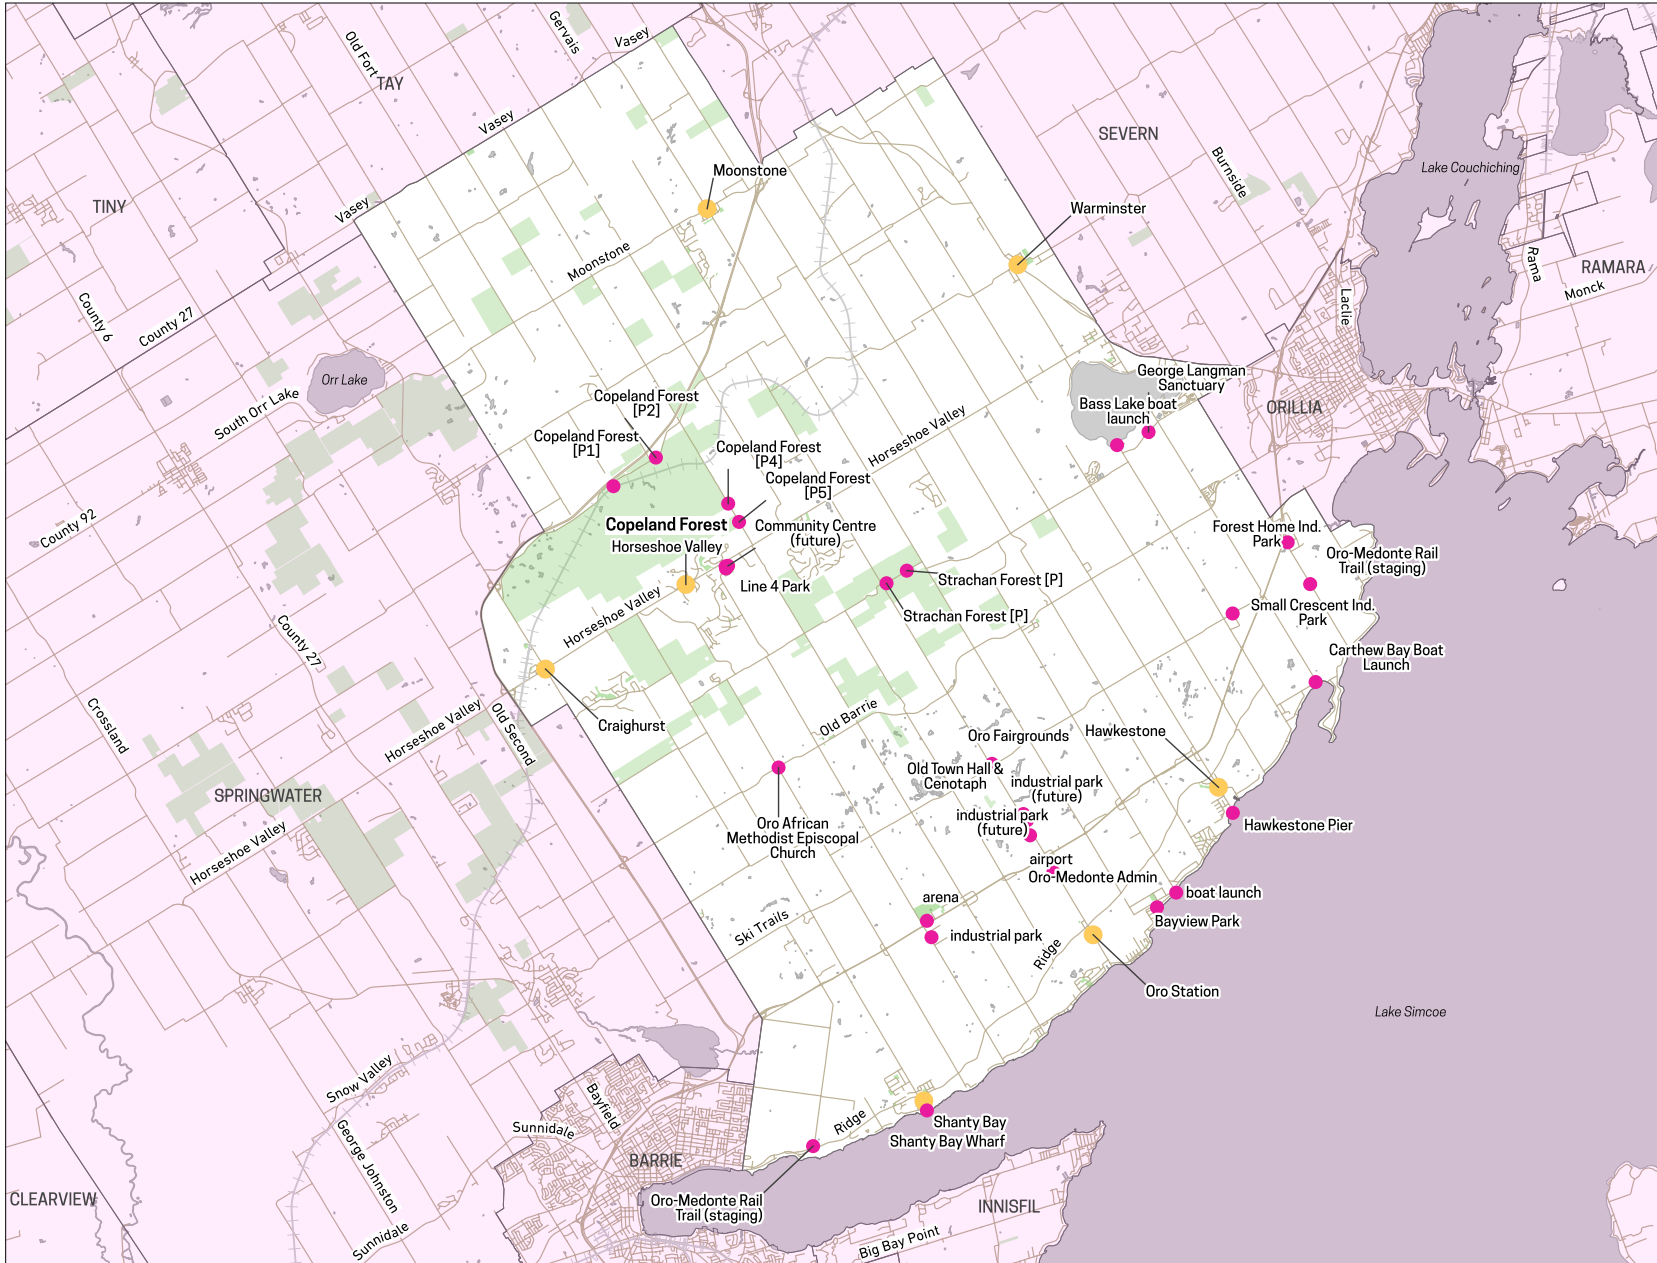 Gervais
Vasey
Old Fort
TAY
Vasey
SEVERN
Burnside
Lake Couchiching
Moonstone
TINY
Vasey
Warminster
Moonstone
Rama
RAMARA
Monck
County 6
County 27
Laclie
Orr Lake
South Orr Lake
George Langman
Sanctuary
Copeland Forest
[P2]
Bass Lake boat
launch
ORILLIA
Horseshoe Valley
Copeland Forest
[P1]
Copeland Forest
[P4]
Copeland Forest
[P5]
County 92
Copeland Forest
Community Centre
(future)
Forest Home Ind.
Park
Horseshoe Valley
Oro-Medonte Rail
Trail (staging)
Line 4 Park
Strachan Forest [P]
Strachan Forest [P]
Horseshoe Valley
Small Crescent Ind.
Park
County 27
Carthew Bay Boat
Launch
Crossland
Horseshoe Valley
Old Second
Craighurst
Old Barrie
Oro Fairgrounds
Hawkestone
Old Town Hall &
Cenotaph
industrial park
(future)
SPRINGWATER
industrial park
(future)
Hawkestone Pier
Oro African
Methodist Episcopal
Church
Horseshoe Valley
airport
Oro-Medonte Admin
arena
boat launch
Bayview Park
Ski Trails
industrial park
Ridge
Oro Station
Lake Simcoe
Snow Valley
Bayfield
Sunnidale
George Johnston
Ridge
Shanty Bay
Shanty Bay Wharf
BARRIE
CLEARVIEW
Oro-Medonte Rail
Trail (staging)
INNISFIL
Sunnidale
Big Bay Point